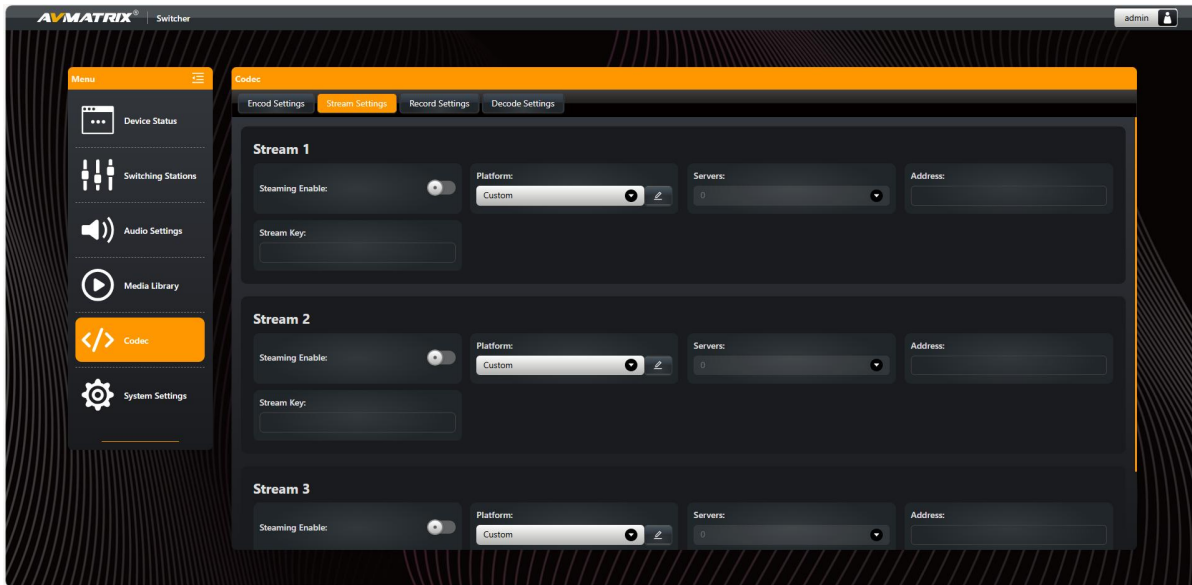 AVMATRIX® Switcher admin
Menu
Device Status
Switching Stations
Audio Settings
Media Library
Codec
System Settings
Codec
Encod Settings Stream Settings Record Settings Decode Settings
Stream 1
Steaming Enable: Platform: Custom Servers: 0 Address:
Stream Key:
Stream 2
Steaming Enable: Platform: Custom Servers: 0 Address:
Stream Key:
Stream 3
Steaming Enable: Platform: Custom Servers: 0 Address: